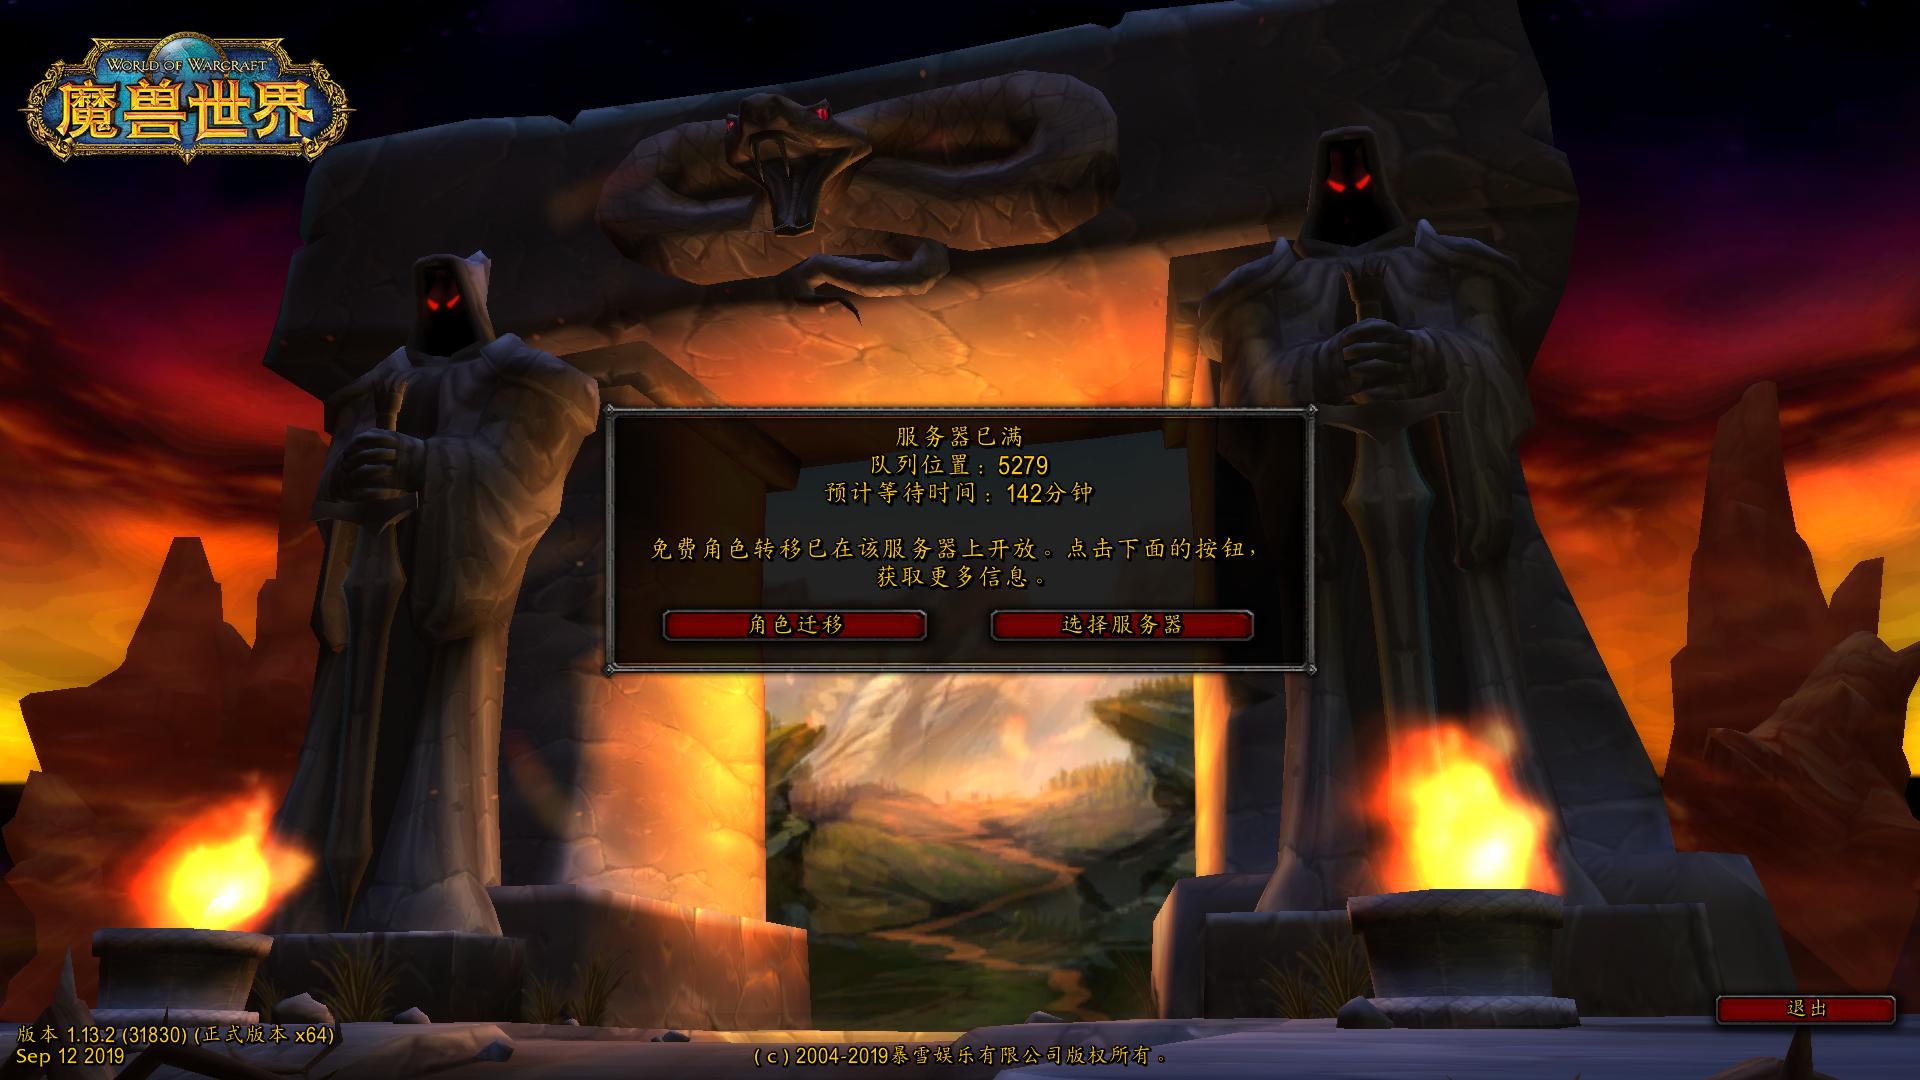 WORLD OF WARCRAFT
魔兽世界
服务器已满
队列位置：5279
预计等待时间：142分钟
免费角色转移已在该服务器上开放。点击下面的按钮，
获取更多信息。
角色迁移
选择服务器
退出
版本 1.13.2 (31830) (正式版本 x64)
Sep 12 2019
(c) 2004-2019暴雪娱乐有限公司版权所有。